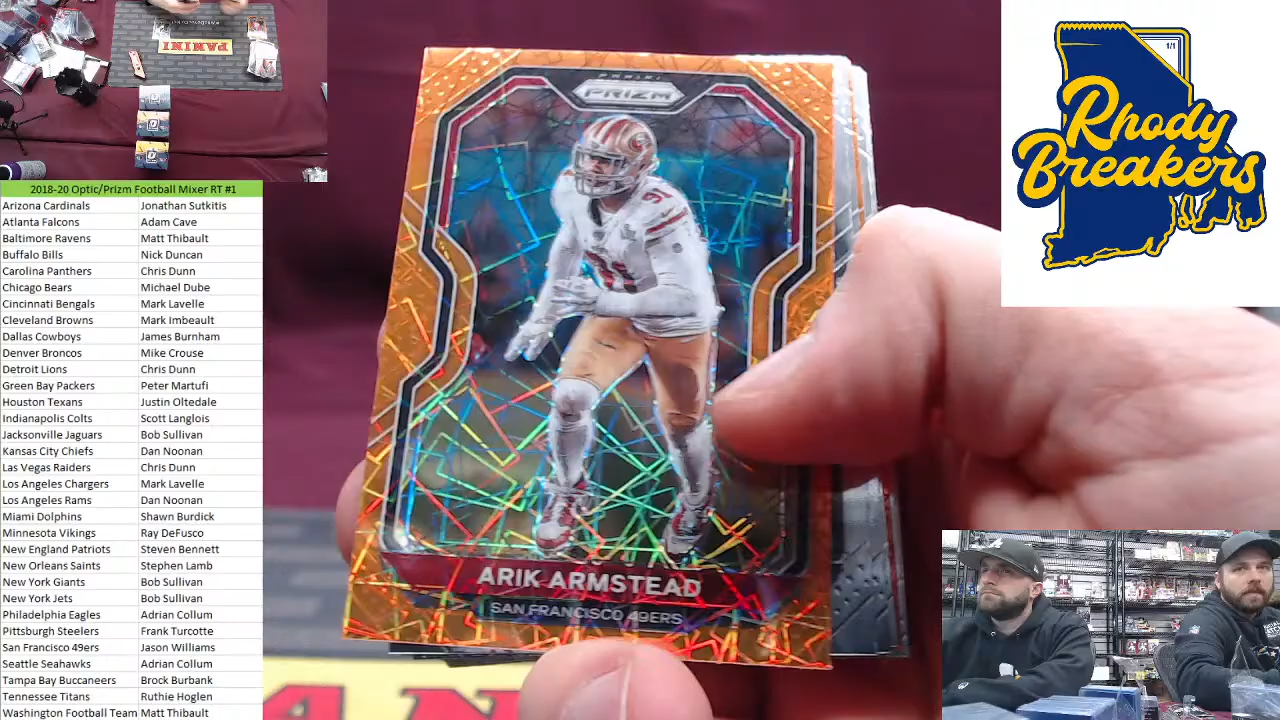 PANINI
2018-20 Optic/Prizm Football Mixer RT #1
Arizona Cardinals Jonathan Sutkitis
Atlanta Falcons Adam Cave
Baltimore Ravens Matt Thibault
Buffalo Bills Nick Duncan
Carolina Panthers Chris Dunn
Chicago Bears Michael Dube
Cincinnati Bengals Mark Lavelle
Cleveland Browns Mark Imbeault
Dallas Cowboys James Burnham
Denver Broncos Mike Crouse
Detroit Lions Chris Dunn
Green Bay Packers Peter Martufi
Houston Texans Justin Oltedale
Indianapolis Colts Scott Langlois
Jacksonville Jaguars Bob Sullivan
Kansas City Chiefs Dan Noonan
Las Vegas Raiders Chris Dunn
Los Angeles Chargers Mark Lavelle
Los Angeles Rams Dan Noonan
Miami Dolphins Shawn Burdick
Minnesota Vikings Ray DeFusco
New England Patriots Steven Bennett
New Orleans Saints Stephen Lamb
New York Giants Bob Sullivan
New York Jets Bob Sullivan
Philadelphia Eagles Adrian Collum
Pittsburgh Steelers Frank Turcotte
San Francisco 49ers Jason Williams
Seattle Seahawks Adrian Collum
Tampa Bay Buccaneers Brock Burbank
Tennessee Titans Ruthie Hoglen
Washington Football Team Matt Thibault
PANINI
PRIZM
91
91
ARIK ARMSTEAD
SAN FRANCISCO 49ERS
1/1
Rhody
Breakers